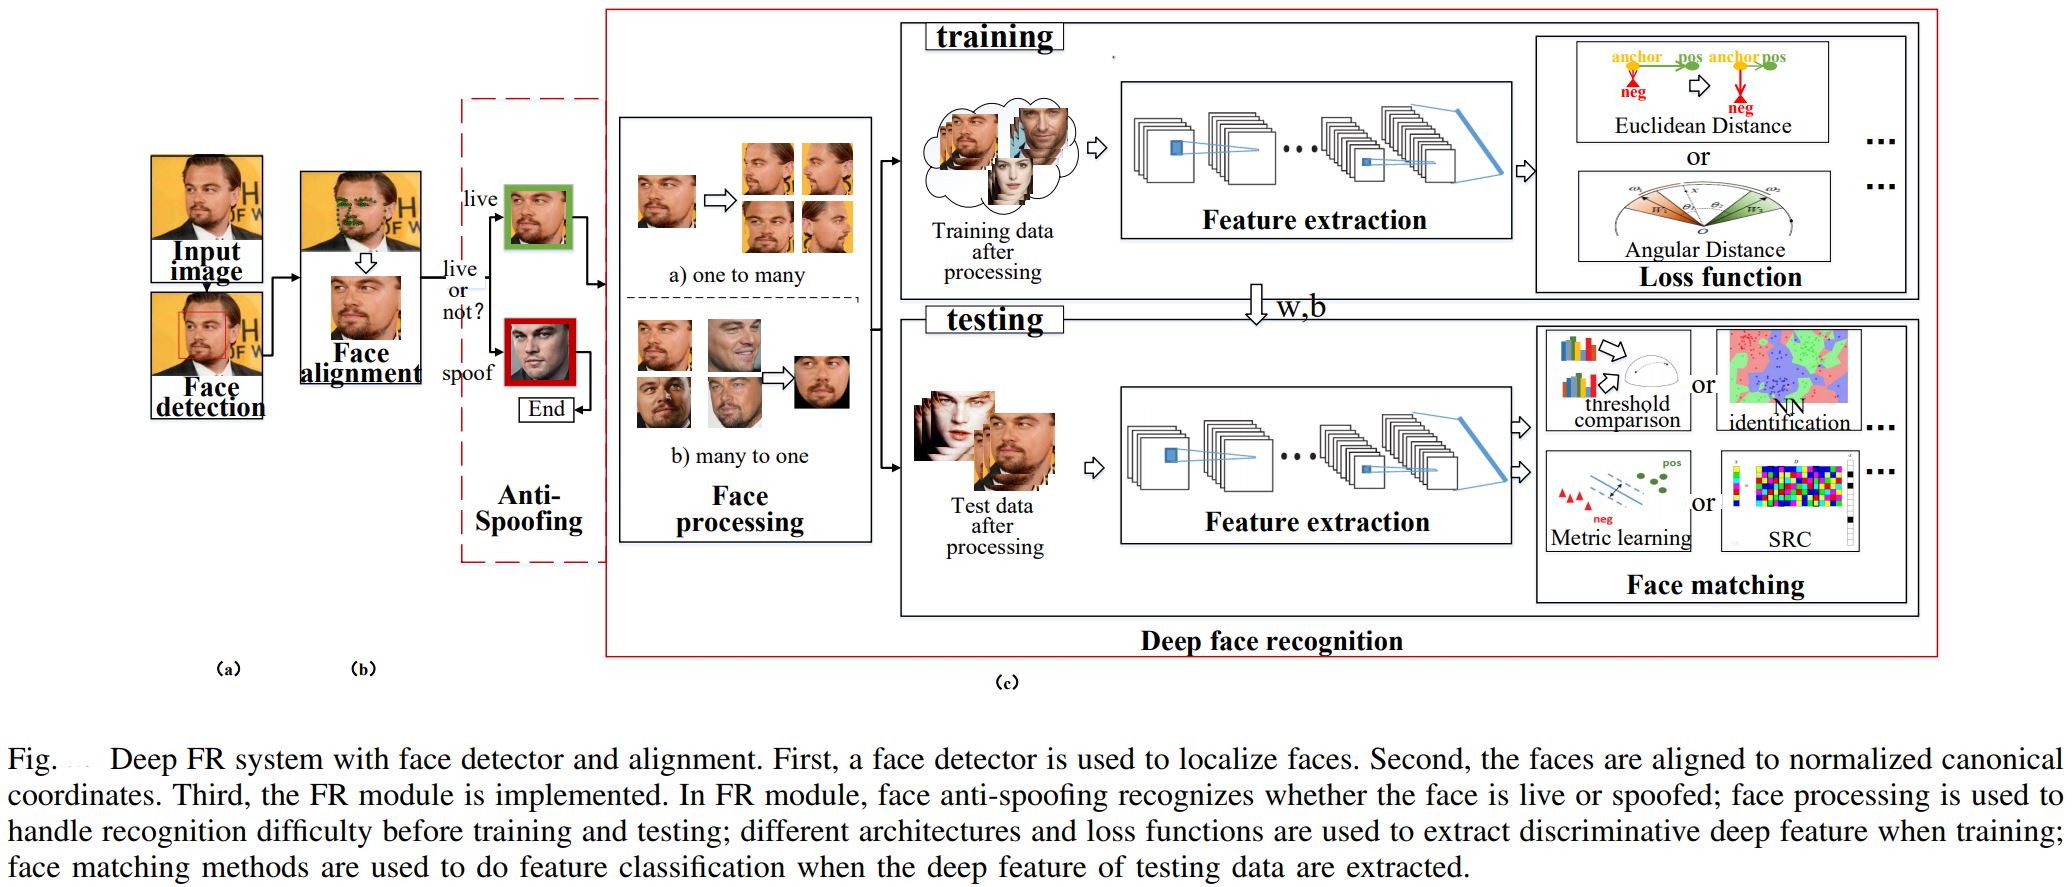 Input
image
Face
detection
Face
alignment
live
or
not?
live
spoof
End
Anti-
Spoofing
a) one to many
b) many to one
Face
processing
training
Training data
after
processing
Feature extraction
anchor pos anchor pos
neg neg
Euclidean Distance
or
ω₁ x ω₂
W₁ θ₁ θ₂ W₂
O
Angular Distance
Loss function
...
...
w,b
testing
Test data
after
processing
Feature extraction
threshold
comparison
or
NN
identification
...
pos
neg
Metric learning
or
SRC
...
Face matching
Deep face recognition
(a)
(b)
(c)
Fig. Deep FR system with face detector and alignment. First, a face detector is used to localize faces. Second, the faces are aligned to normalized canonical
coordinates. Third, the FR module is implemented. In FR module, face anti-spoofing recognizes whether the face is live or spoofed; face processing is used to
handle recognition difficulty before training and testing; different architectures and loss functions are used to extract discriminative deep feature when training;
face matching methods are used to do feature classification when the deep feature of testing data are extracted.